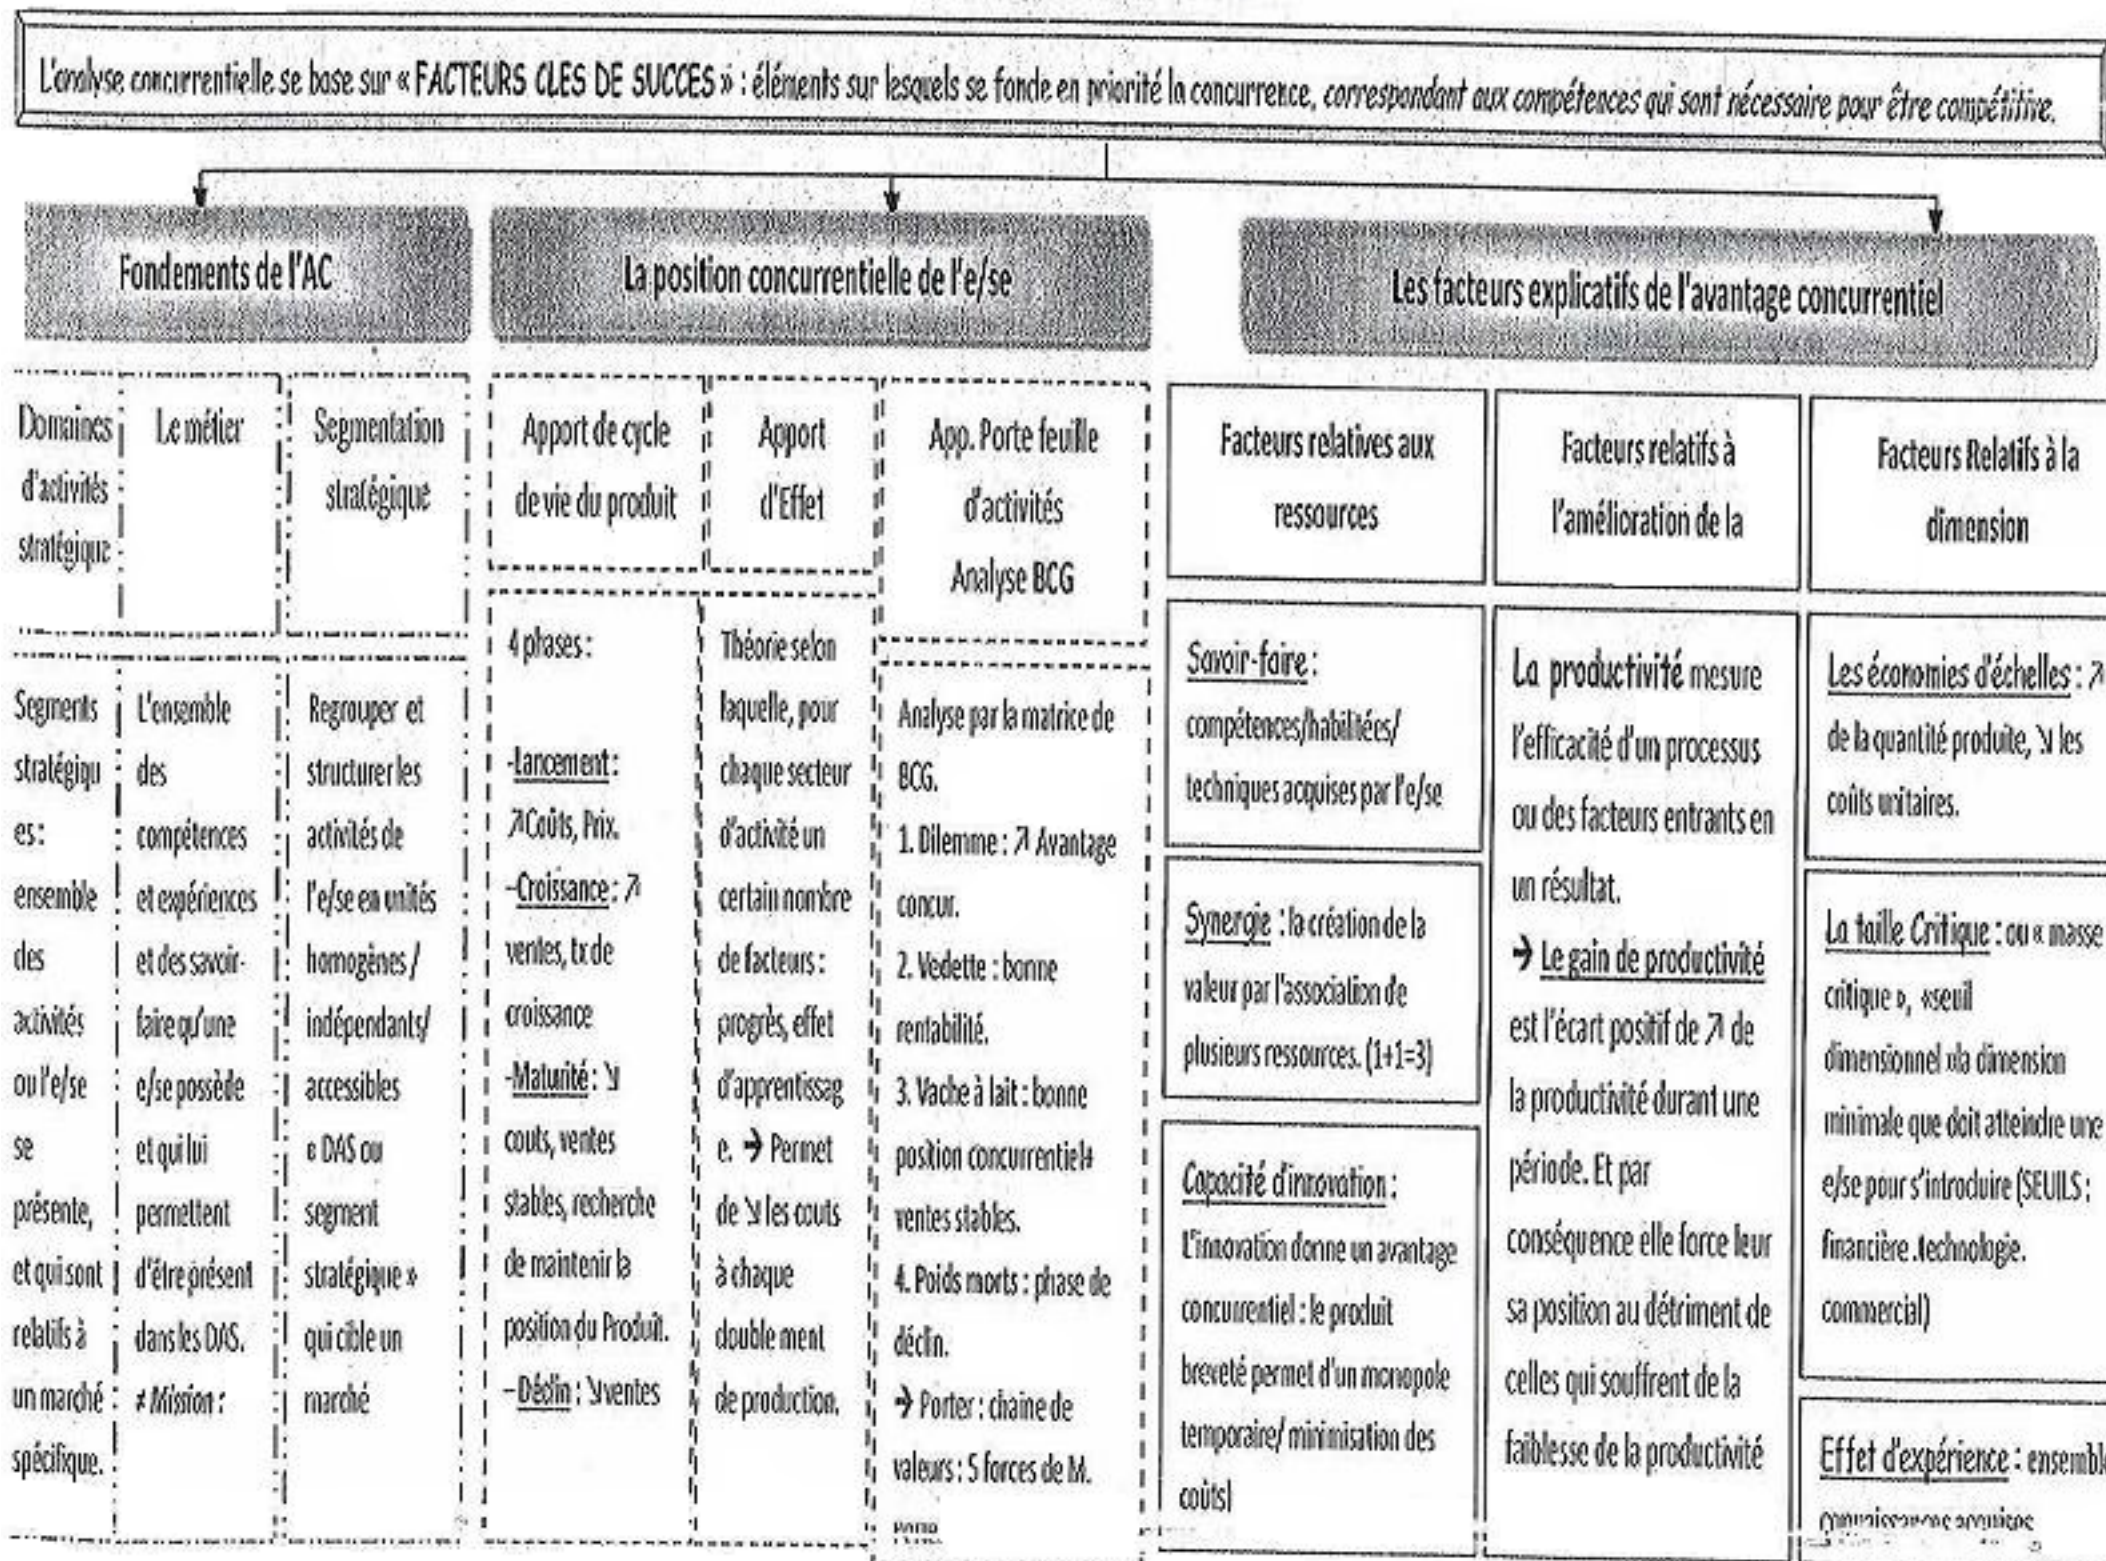 L'analyse concurrentielle se base sur « FACTEURS CLES DE SUCCES » : éléments sur lesquels se fonde en priorité la concurrence, correspondant aux compétences qui sont nécessaire pour être compétitive.
Fondements de l'AC
La position concurrentielle de l'e/se
Les facteurs explicatifs de l'avantage concurrentiel
Domaines
d'activités
stratégique
Segments
stratégiqu
es :
ensemble
des
activités
ou l'e/se
se
présente,
et qui sont
relatifs à
un marché
spécifique.
Le métier
L'ensemble
des
compétences
et expériences
et des savoir-
faire qu'une
e/se possède
et qui lui
permettent
d'être présent
dans les DAS.
≠ Mission :
Segmentation
stratégique
Regrouper et
structurer les
activités de
l'e/se en unités
homogènes /
indépendants/
accessibles
« DAS ou
segment
stratégique »
qui cible un
marché
Apport de cycle
de vie du produit
4 phases :
-Lancement :
↗Coûts, Prix.
-Croissance : ↗
ventes, tx de
croissance
-Maturité : ↘
couts, ventes
stables, recherche
de maintenir la
position du Produit.
-Déclin : ↘ventes
Apport
d'Effet
Théorie selon
laquelle, pour
chaque secteur
d'activité un
certain nombre
de facteurs :
progrès, effet
d'apprentissag
e. → Permet
de ↘ les couts
à chaque
double ment
de production.
App. Porte feuille
d'activités
Analyse BCG
Analyse par la matrice de
BCG.
1. Dilemme : ↗ Avantage
concur.
2. Vedette : bonne
rentabilité.
3. Vache à lait : bonne
position concurrentiel+
ventes stables.
4. Poids morts : phase de
déclin.
→ Porter : chaine de
valeurs : 5 forces de M.
Facteurs relatives aux
ressources
Savoir-faire :
compétences/habilitées/
techniques acquises par l'e/se
Synergie : la création de la
valeur par l'association de
plusieurs ressources. (1+1=3)
Capacité d'innovation :
L'innovation donne un avantage
concurrentiel : le produit
breveté permet d'un monopole
temporaire/ minimisation des
coûts)
Facteurs relatifs à
l'amélioration de la
La productivité mesure
l'efficacité d'un processus
ou des facteurs entrants en
un résultat.
→ Le gain de productivité
est l'écart positif de ↗ de
la productivité durant une
période. Et par
conséquence elle force leur
sa position au détriment de
celles qui souffrent de la
faiblesse de la productivité
Facteurs Relatifs à la
dimension
Les économies d'échelles : ↗
de la quantité produite, ↘ les
coûts unitaires.
La taille Critique : ou « masse
critique », «seuil
dimensionnel »la dimension
minimale que doit atteindre une
e/se pour s'introduire (SEUILS :
financière .technologie.
commercial)
Effet d'expérience : ensemble
connaissances acquises